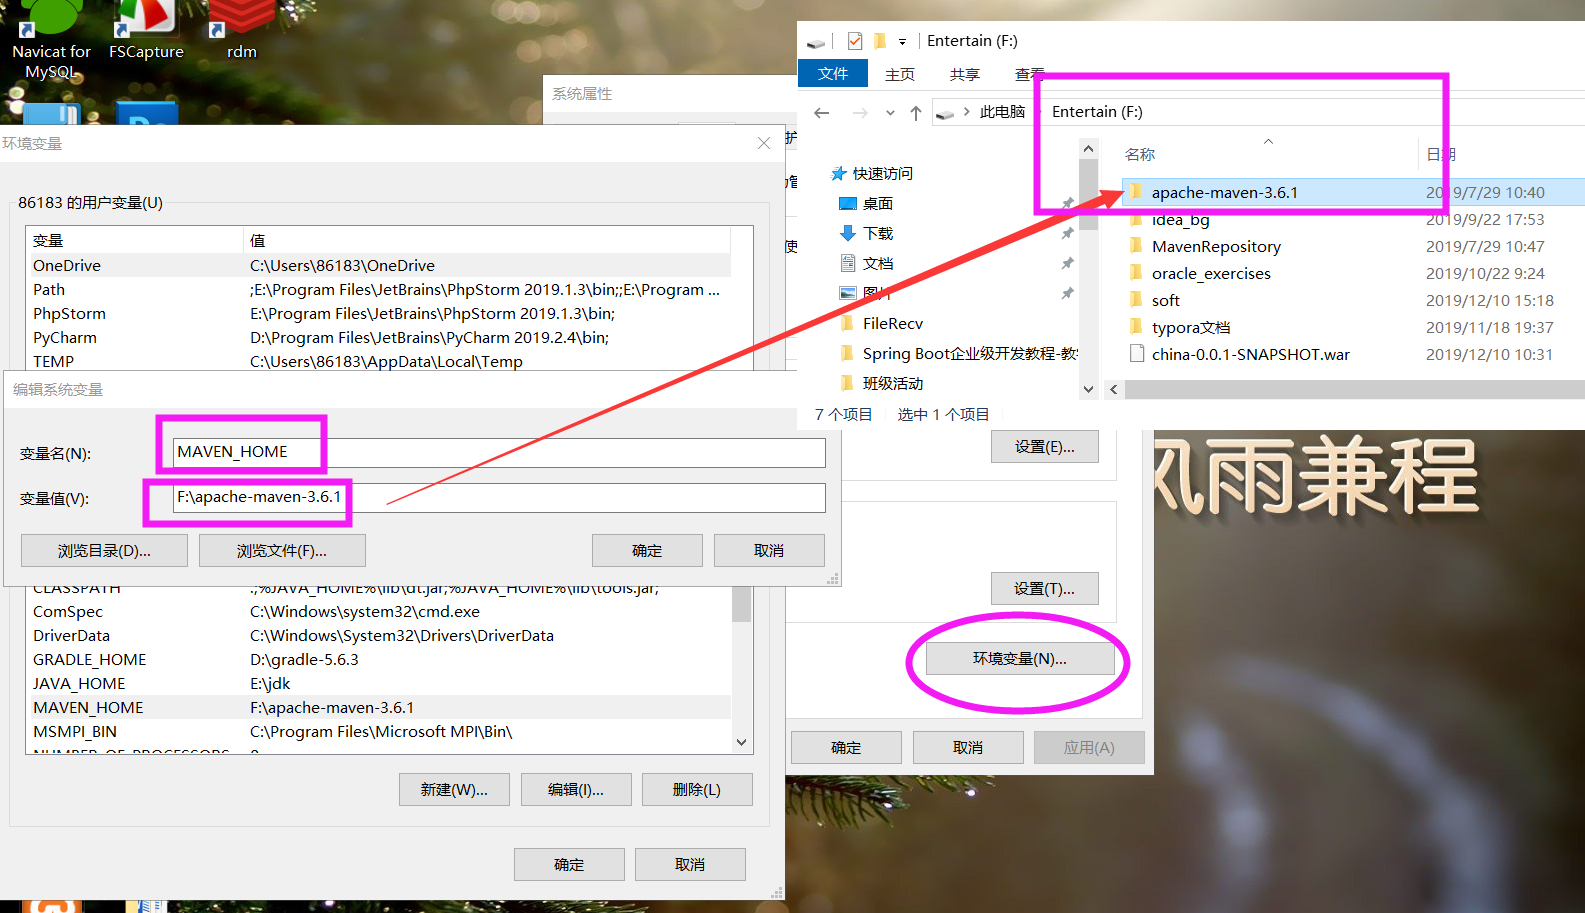 Navicat for
MySQL
FSCapture
rdm
系统属性
环境变量
86183 的用户变量(U)
变量
值
OneDrive
C:\Users\86183\OneDrive
Path
;E:\Program Files\JetBrains\PhpStorm 2019.1.3\bin;;E:\Program ...
PhpStorm
E:\Program Files\JetBrains\PhpStorm 2019.1.3\bin;
PyCharm
D:\Program Files\JetBrains\PyCharm 2019.2.4\bin;
TEMP
C:\Users\86183\AppData\Local\Temp
编辑系统变量
变量名(N):
MAVEN_HOME
变量值(V):
F:\apache-maven-3.6.1
浏览目录(D)...
浏览文件(F)...
确定
取消
CLASSPATH
.;%JAVA_HOME%\lib\dt.jar;%JAVA_HOME%\lib\tools.jar;
ComSpec
C:\Windows\system32\cmd.exe
DriverData
C:\Windows\System32\Drivers\DriverData
GRADLE_HOME
D:\gradle-5.6.3
JAVA_HOME
E:\jdk
MAVEN_HOME
F:\apache-maven-3.6.1
MSMPI_BIN
C:\Program Files\Microsoft MPI\Bin\
NUMBER_OF_PROCESSORS
新建(W)...
编辑(I)...
删除(L)
确定
取消
护
使
Entertain (F:)
文件
主页
共享
查看
此电脑
Entertain (F:)
名称
日期
快速访问
桌面
下载
文档
图片
FileRecv
Spring Boot企业级开发教程-教
班级活动
apache-maven-3.6.1
2019/7/29 10:40
idea_bg
2019/9/22 17:53
MavenRepository
2019/7/29 10:47
oracle_exercises
2019/10/22 9:24
soft
2019/12/10 15:18
typora文档
2019/11/18 19:37
china-0.0.1-SNAPSHOT.war
2019/12/10 10:31
7 个项目
选中 1 个项目
设置(E)...
设置(T)...
环境变量(N)...
确定
取消
应用(A)
风雨兼程